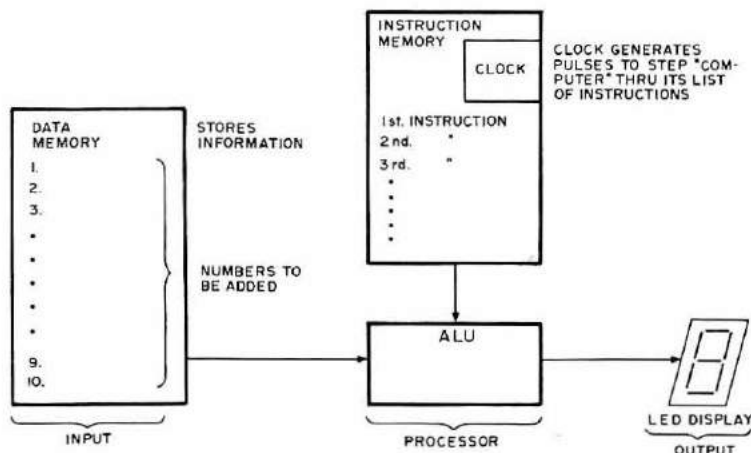 INSTRUCTION
MEMORY
CLOCK
CLOCK GENERATES
PULSES TO STEP "COM-
PUTER" THRU ITS LIST
OF INSTRUCTIONS
1st. INSTRUCTION
2nd. "
3rd. "
DATA
MEMORY
STORES
INFORMATION
1.
2.
3.
NUMBERS TO
BE ADDED
9.
10.
ALU
LED DISPLAY
INPUT
PROCESSOR
OUTPUT